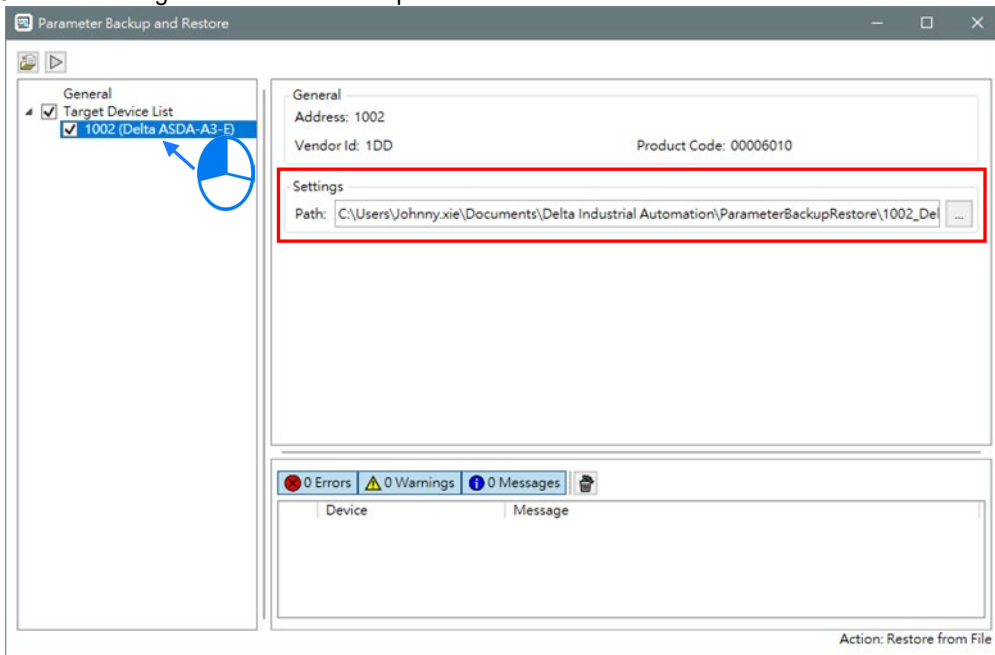 Parameter Backup and Restore
General
Target Device List
1002 (Delta ASDA-A3-E)
General
Address: 1002
Vendor Id: 1DD Product Code: 00006010
Settings
Path: C:\Users\Johnny.xie\Documents\Delta Industrial Automation\ParameterBackupRestore\1002_Del ...
0 Errors 0 Warnings 0 Messages
Device Message
Action: Restore from File